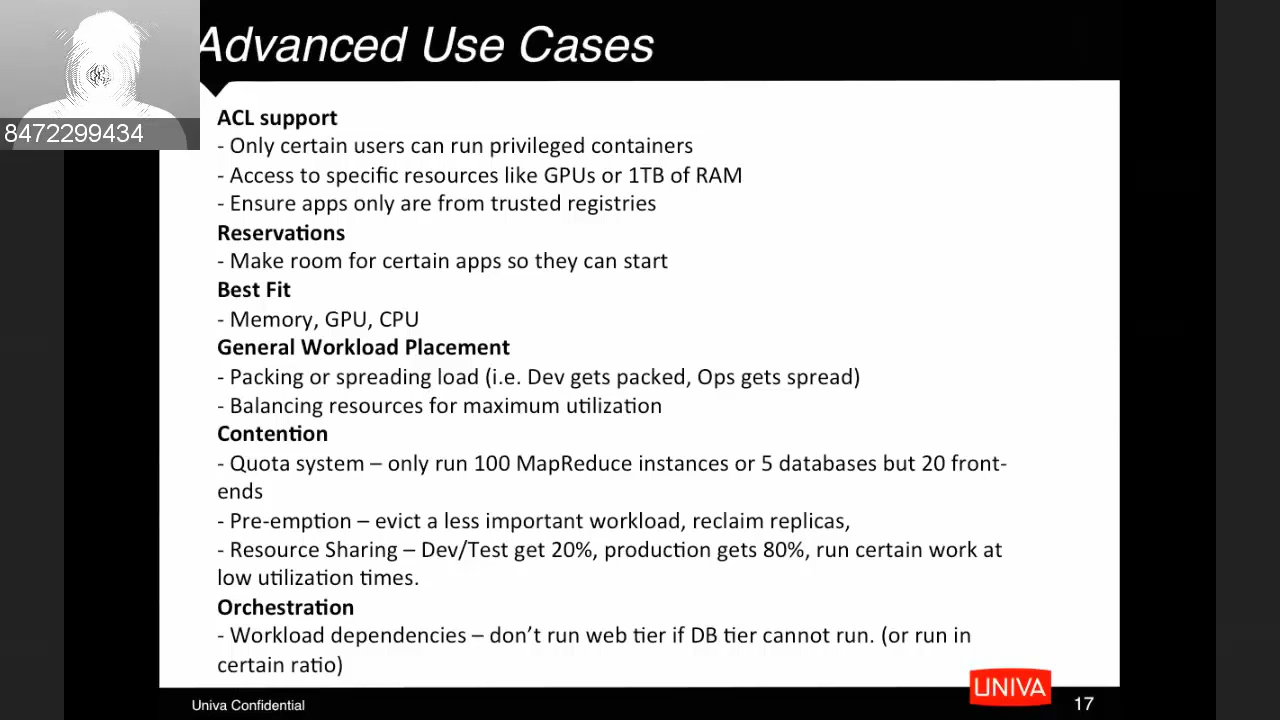 Advanced Use Cases
8472299434
ACL support
- Only certain users can run privileged containers
- Access to specific resources like GPUs or 1TB of RAM
- Ensure apps only are from trusted registries
Reservations
- Make room for certain apps so they can start
Best Fit
- Memory, GPU, CPU
General Workload Placement
- Packing or spreading load (i.e. Dev gets packed, Ops gets spread)
- Balancing resources for maximum utilization
Contention
- Quota system – only run 100 MapReduce instances or 5 databases but 20 front-
ends
- Pre-emption – evict a less important workload, reclaim replicas,
- Resource Sharing – Dev/Test get 20%, production gets 80%, run certain work at
low utilization times.
Orchestration
- Workload dependencies – don’t run web tier if DB tier cannot run. (or run in
certain ratio)
UNIVA
Univa Confidential
17